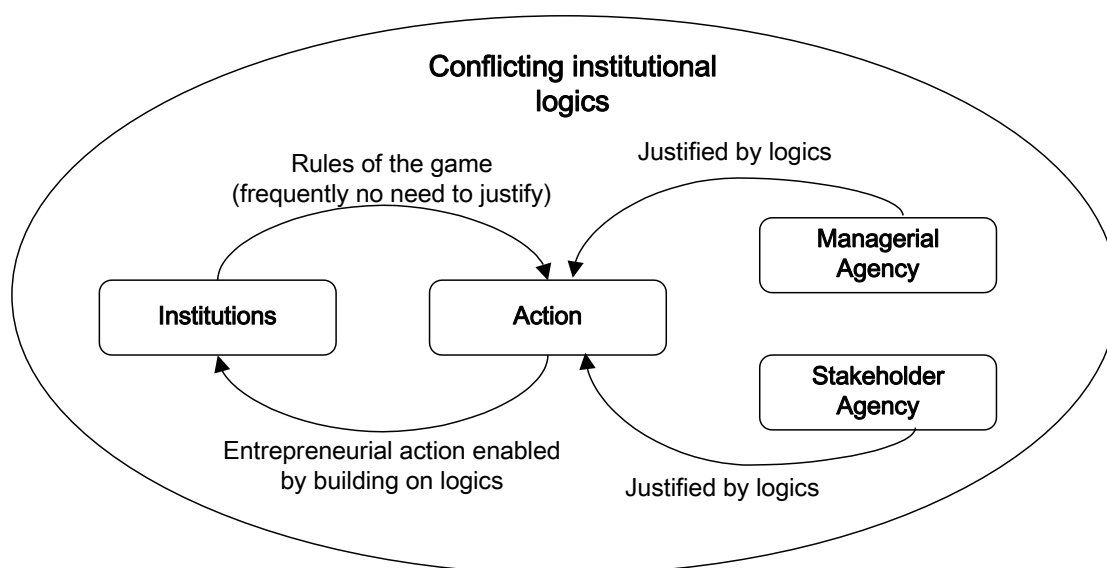 Conflicting institutional
logics
Rules of the game
(frequently no need to justify)
Justified by logics
Managerial
Agency
Institutions
Action
Stakeholder
Agency
Entrepreneurial action enabled
by building on logics
Justified by logics